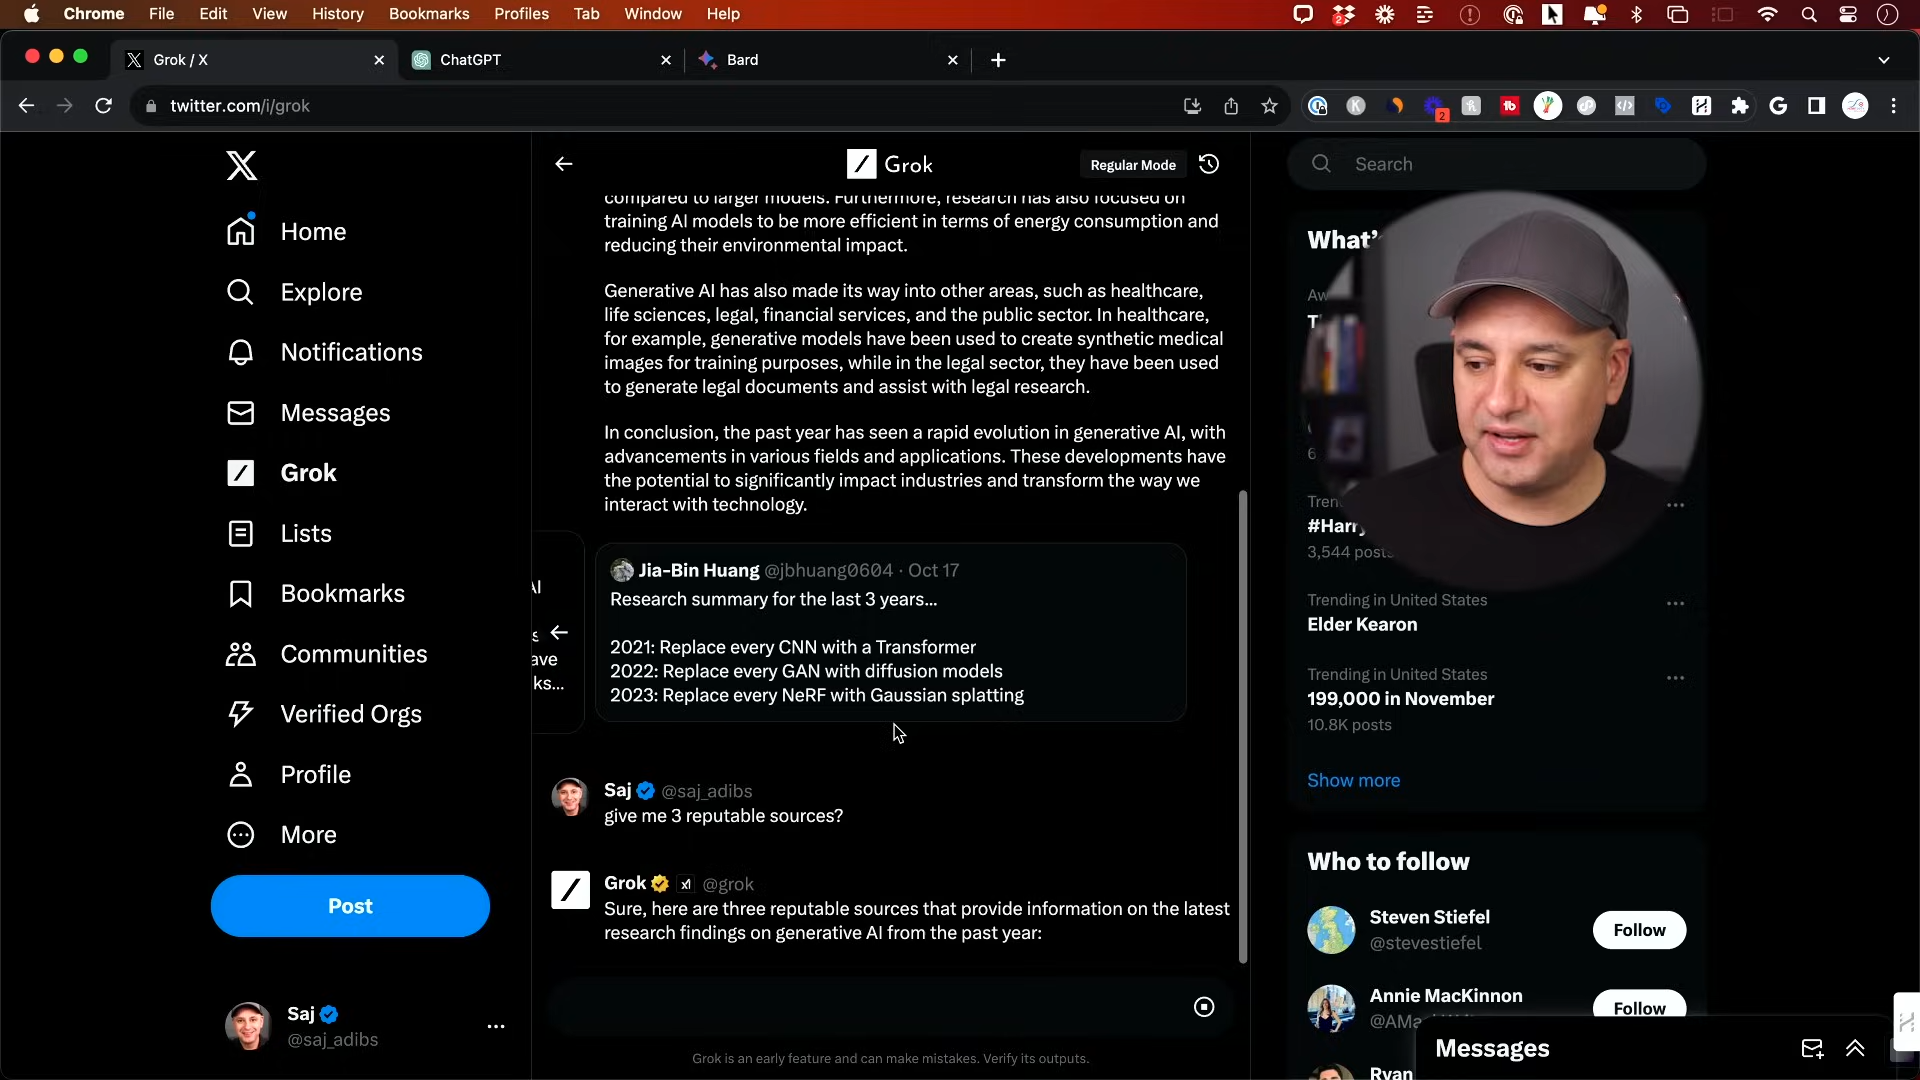 Chrome File Edit View History Bookmarks Profiles Tab Window Help
Grok / X
ChatGPT
Bard
twitter.com/i/grok
Home
Explore
Notifications
Messages
Grok
Lists
Bookmarks
Communities
Verified Orgs
Profile
More
Post
Saj
@saj_adibs
Grok
Regular Mode
compared to larger models. Furthermore, research has also focused on
training AI models to be more efficient in terms of energy consumption and
reducing their environmental impact.
Generative AI has also made its way into other areas, such as healthcare,
life sciences, legal, financial services, and the public sector. In healthcare,
for example, generative models have been used to create synthetic medical
images for training purposes, while in the legal sector, they have been used
to generate legal documents and assist with legal research.
In conclusion, the past year has seen a rapid evolution in generative AI, with
advancements in various fields and applications. These developments have
the potential to significantly impact industries and transform the way we
interact with technology.
Jia-Bin Huang @jbhuang0604 · Oct 17
Research summary for the last 3 years...
2021: Replace every CNN with a Transformer
2022: Replace every GAN with diffusion models
2023: Replace every NeRF with Gaussian splatting
Saj @saj_adibs
give me 3 reputable sources?
Grok @grok
Sure, here are three reputable sources that provide information on the latest
research findings on generative AI from the past year:
Grok is an early feature and can make mistakes. Verify its outputs.
Search
What'
3,544 posts
Trending in United States
Elder Kearon
Trending in United States
199,000 in November
10.8K posts
Show more
Who to follow
Steven Stiefel
@stevestiefel
Follow
Annie MacKinnon
Follow
Messages
Ryan